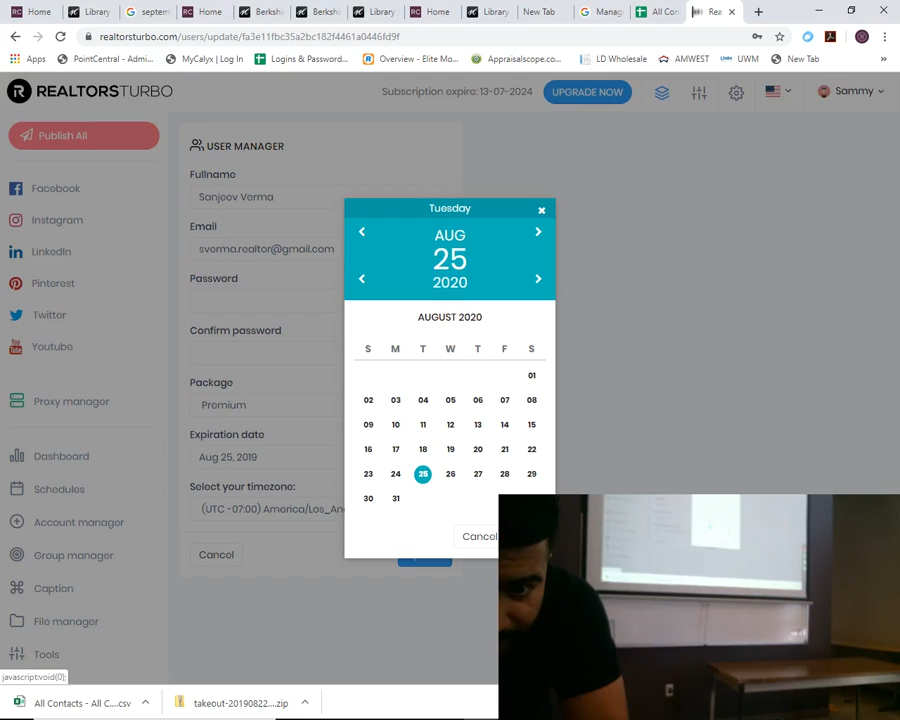 Home Library septem Home Berkshi Berkshi Library Home Library New Tab Manag All Con Rea
realtorsturbo.com/users/update/fa3e11fbc35a2bc182f4461a0446fd9f
Apps PointCentral - Admi... MyCalyx | Log In Logins & Password... Overview - Elite Mo... Appraisalscope.co... LD Wholesale AMWEST UWM New Tab »
R REALTORSTURBO Subscription expire: 13-07-2024 UPGRADE NOW Sammy
Publish All
Facebook
Instagram
LinkedIn
Pinterest
Twitter
Youtube
Proxy manager
Dashboard
Schedules
Account manager
Group manager
Caption
File manager
Tools
USER MANAGER
Fullname
Sanjeev Verma
Email
sverma.realtor@gmail.com
Password
Confirm password
Package
Premium
Expiration date
Aug 25, 2019
Select your timezone:
(UTC -07:00) America/Los_An
Cancel
Tuesday
AUG
25
2020
AUGUST 2020
S M T W T F S
01
02 03 04 05 06 07 08
09 10 11 12 13 14 15
16 17 18 19 20 21 22
23 24 25 26 27 28 29
30 31
Cancel
javascript:void(0);
All Contacts - All C....csv takeout-20190822....zip